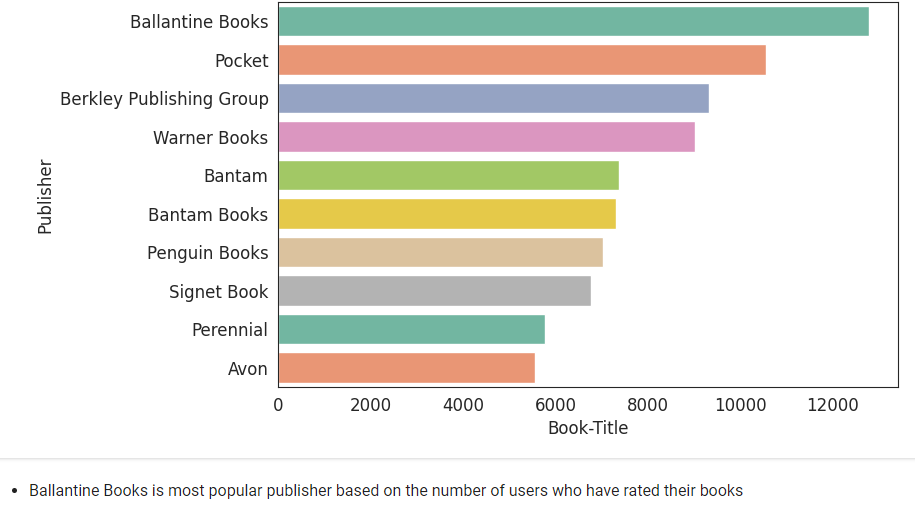 Ballantine Books
Pocket
Berkley Publishing Group
Warner Books
Bantam
Bantam Books
Penguin Books
Signet Book
Perennial
Avon
Publisher
0 2000 4000 6000 8000 10000 12000
Book-Title
• Ballantine Books is most popular publisher based on the number of users who have rated their books